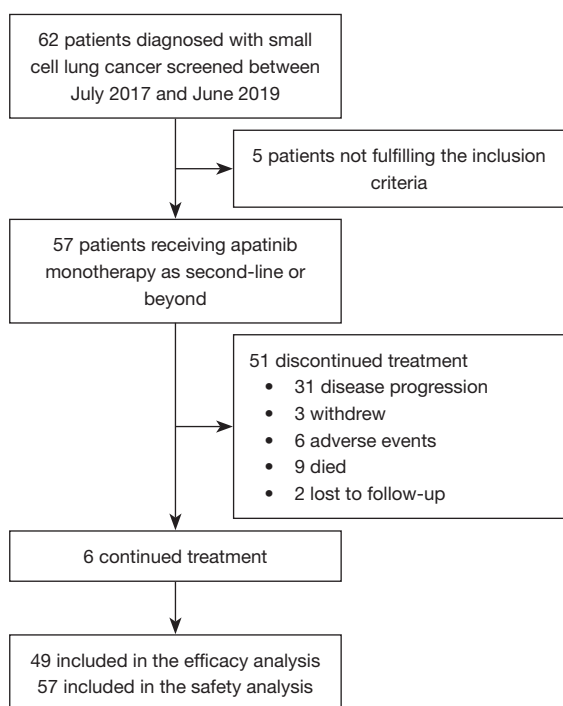 62 patients diagnosed with small
cell lung cancer screened between
July 2017 and June 2019
5 patients not fulfilling the inclusion
criteria
57 patients receiving apatinib
monotherapy as second-line or
beyond
51 discontinued treatment
• 31 disease progression
• 3 withdrew
• 6 adverse events
• 9 died
• 2 lost to follow-up
6 continued treatment
49 included in the efficacy analysis
57 included in the safety analysis